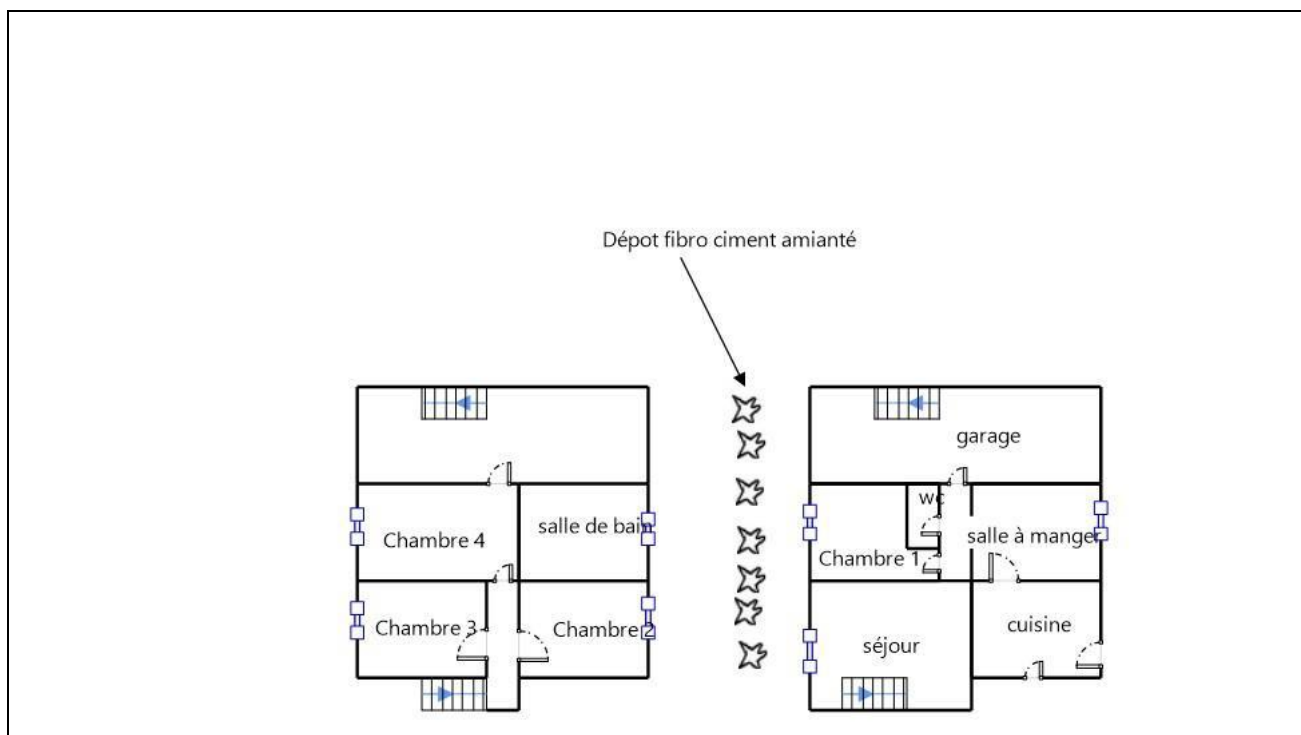 Dépot fibro ciment amianté
garage
wc
salle de bain
salle à manger
Chambre 4
Chambre 1
Chambre 3
Chambre 2
cuisine
séjour